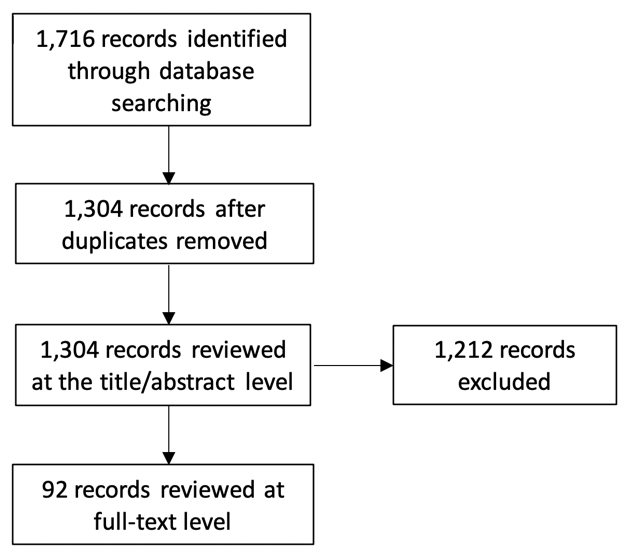 1,716 records identified
through database
searching
1,304 records after
duplicates removed
1,304 records reviewed
at the title/abstract level
1,212 records
excluded
92 records reviewed at
full-text level